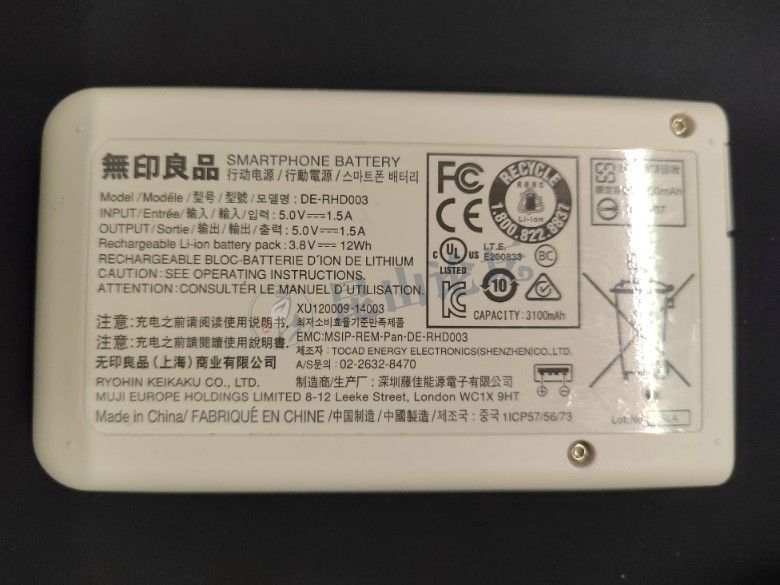 無印良品 SMARTPHONE BATTERY
行动电源 / 行動電源 / 스마트폰 배터리
Model / Modèle / 型号 / 型號 / 모델명 : DE-RHD003
INPUT/Entrée/输入 / 輸入 / 입력 : 5.0V⎓1.5A
OUTPUT/Sortie/输出 / 輸出 / 출력 : 5.0V⎓1.5A
Rechargeable Li-ion battery pack : 3.8V⎓12Wh
RECHARGEABLE BLOC-BATTERIE D'ION DE LITHIUM
CAUTION : SEE OPERATING INSTRUCTIONS.
ATTENTION : CONSULTER LE MANUEL D'UTILISATION.
XU120009-14003
注意 : 充电之前请阅读使用说明书. 최저소비효율기준만족제품
注意 : 充電之前請閱讀使用說明書. EMC:MSIP-REM-Pan-DE-RHD003
제조자 : TOCAD ENERGY ELECTRONICS(SHENZHEN)CO.,LTD.
无印良品(上海)商业有限公司 A/S문의 : 02-2632-8470
RYOHIN KEIKAKU CO., LTD. 制造商/生产厂 : 深圳藤佳能源電子有限公司
MUJI EUROPE HOLDINGS LIMITED 8-12 Leeke Street, London WC1X 9HT
Made in China/ FABRIQUÉ EN CHINE /中国制造 / 中國製造 / 제조국 : 중국 1ICP57/56/73
FC
CE
RECYCLE
Li-ion
1.800.822.8837
C UL US
LISTED
I.T.E.
E200833
BC
10
CAPACITY : 3100mAh
Lot.No.